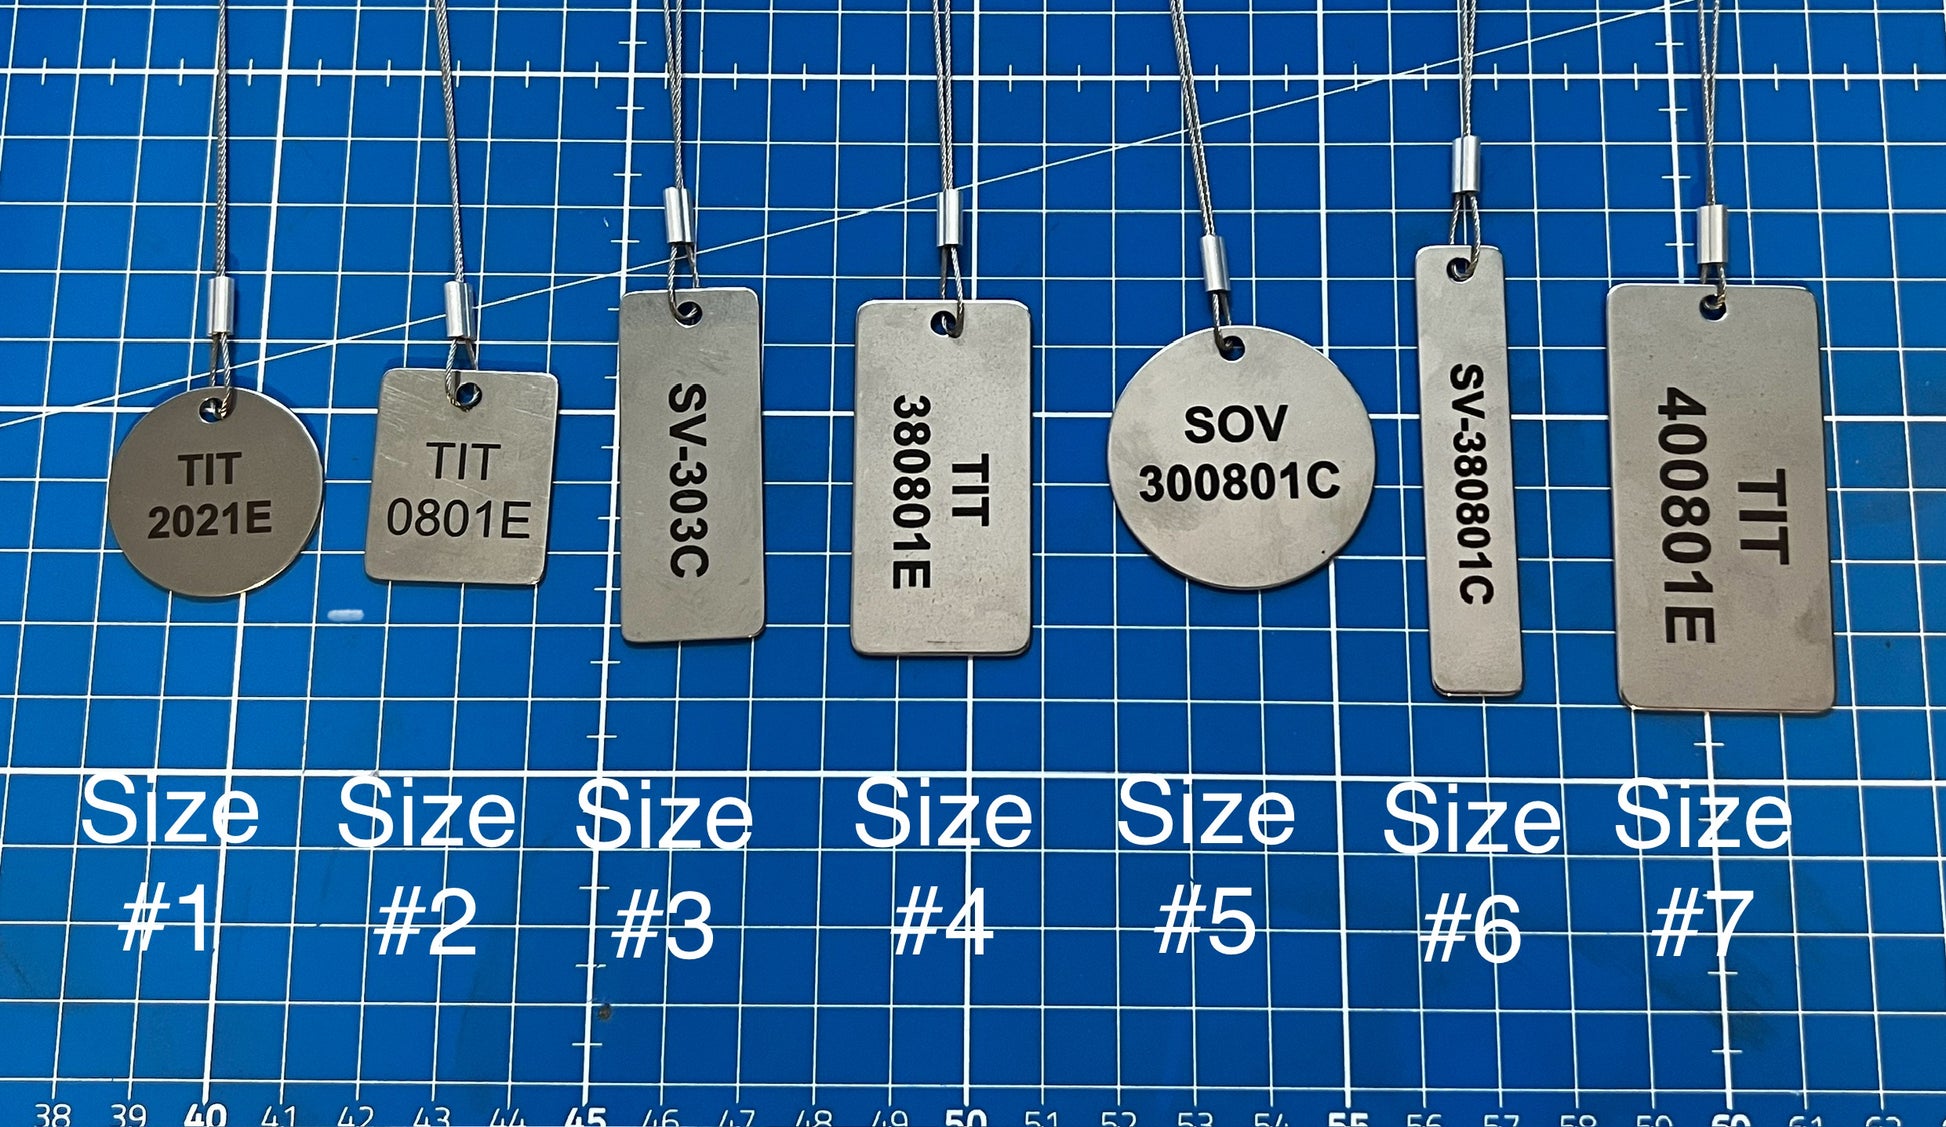 TIT
2021E
TIT
0801E
SV-303C
TIT
380801E
SOV
300801C
SV-380801C
TIT
400801E
Size
#1
Size
#2
Size
#3
Size
#4
Size
#5
Size
#6
Size
#7
38 39 40 41 42 43 44 45 46 47 48 49 50 51 52 53 54 55 56 57 58 59 60 61 62